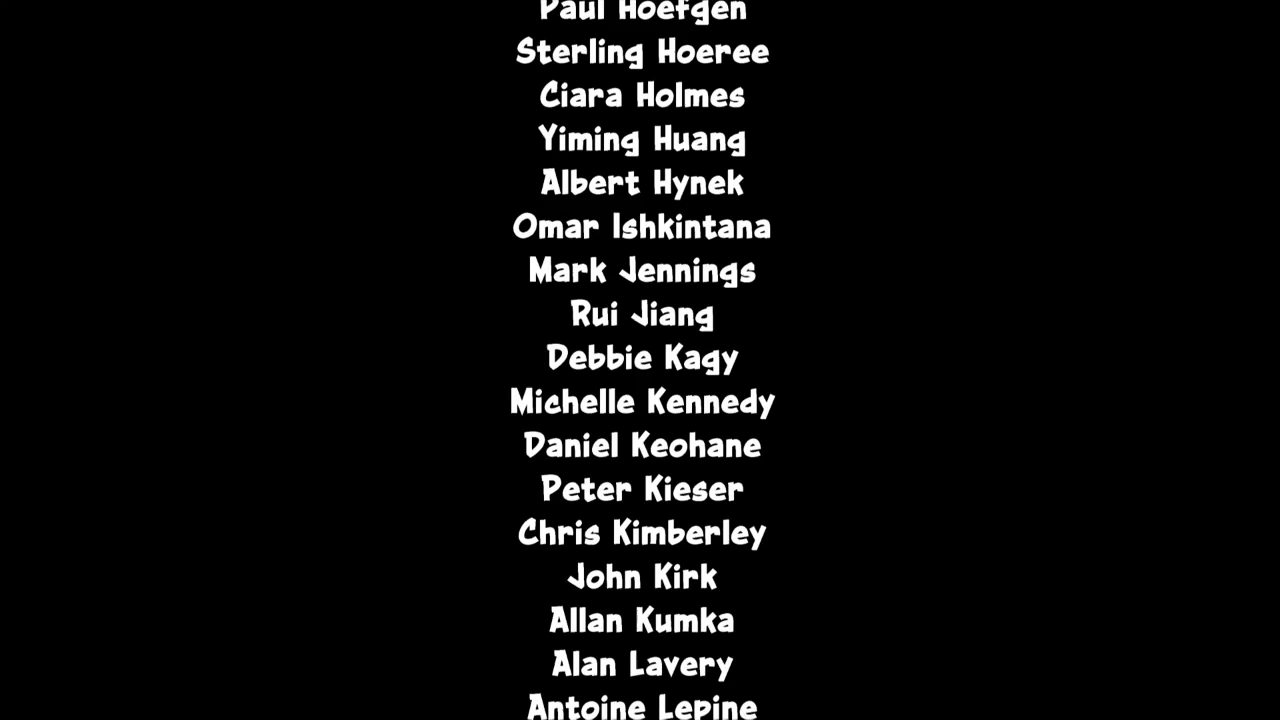 Paul Hoefgen
Sterling Hoeree
Ciara Holmes
Yiming Huang
Albert Hynek
Omar Ishkintana
Mark Jennings
Rui Jiang
Debbie Kagy
Michelle Kennedy
Daniel Keohane
Peter Kieser
Chris Kimberley
John Kirk
Allan Kumka
Alan Lavery
Antoine Lepine